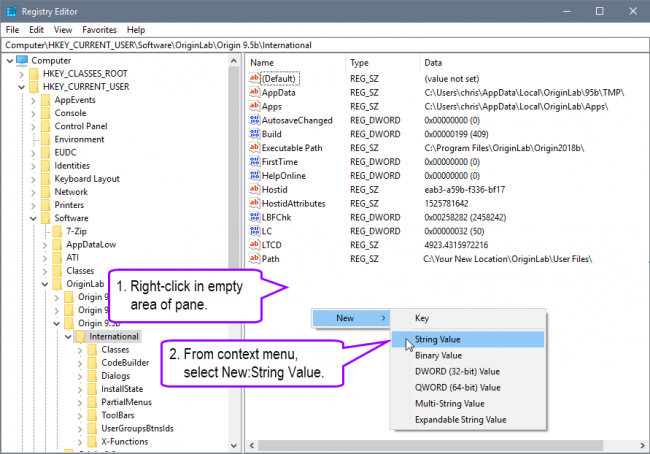 Registry Editor
File Edit View Favorites Help
Computer\HKEY_CURRENT_USER\Software\OriginLab\Origin 9.5b\International
Computer
HKEY_CLASSES_ROOT
HKEY_CURRENT_USER
AppEvents
Console
Control Panel
Environment
EUDC
Identities
Keyboard Layout
Network
Printers
Software
7-Zip
AppDataLow
ATI
Classes
OriginLab
Origin 9
Origin 9
Origin 9.5b
International
Classes
CodeBuilder
Dialogs
InstallState
PartialMenus
ToolBars
UserGroupsBtnsIds
X-Functions
Name Type Data
(Default) REG_SZ (value not set)
AppData REG_SZ C:\Users\chris\AppData\Local\OriginLab\95b\TMP\
Apps REG_SZ C:\Users\chris\AppData\Local\OriginLab\Apps\
AutosaveChanged REG_DWORD 0x00000000 (0)
Build REG_DWORD 0x00000199 (409)
Executable Path REG_SZ C:\Program Files\OriginLab\Origin2018b\
FirstTime REG_DWORD 0x00000000 (0)
HelpOnline REG_DWORD 0x00000000 (0)
Hostid REG_SZ eab3-a59b-f336-bf17
HostidAttributes REG_SZ 1525781642
LBFChk REG_DWORD 0x00258282 (2458242)
LC REG_DWORD 0x00000032 (50)
LTCD REG_SZ 4923.4315972216
Path REG_SZ C:\Your New Location\OriginLab\User Files\
1. Right-click in empty
area of pane.
New
Key
String Value
Binary Value
DWORD (32-bit) Value
QWORD (64-bit) Value
Multi-String Value
Expandable String Value
2. From context menu,
select New:String Value.